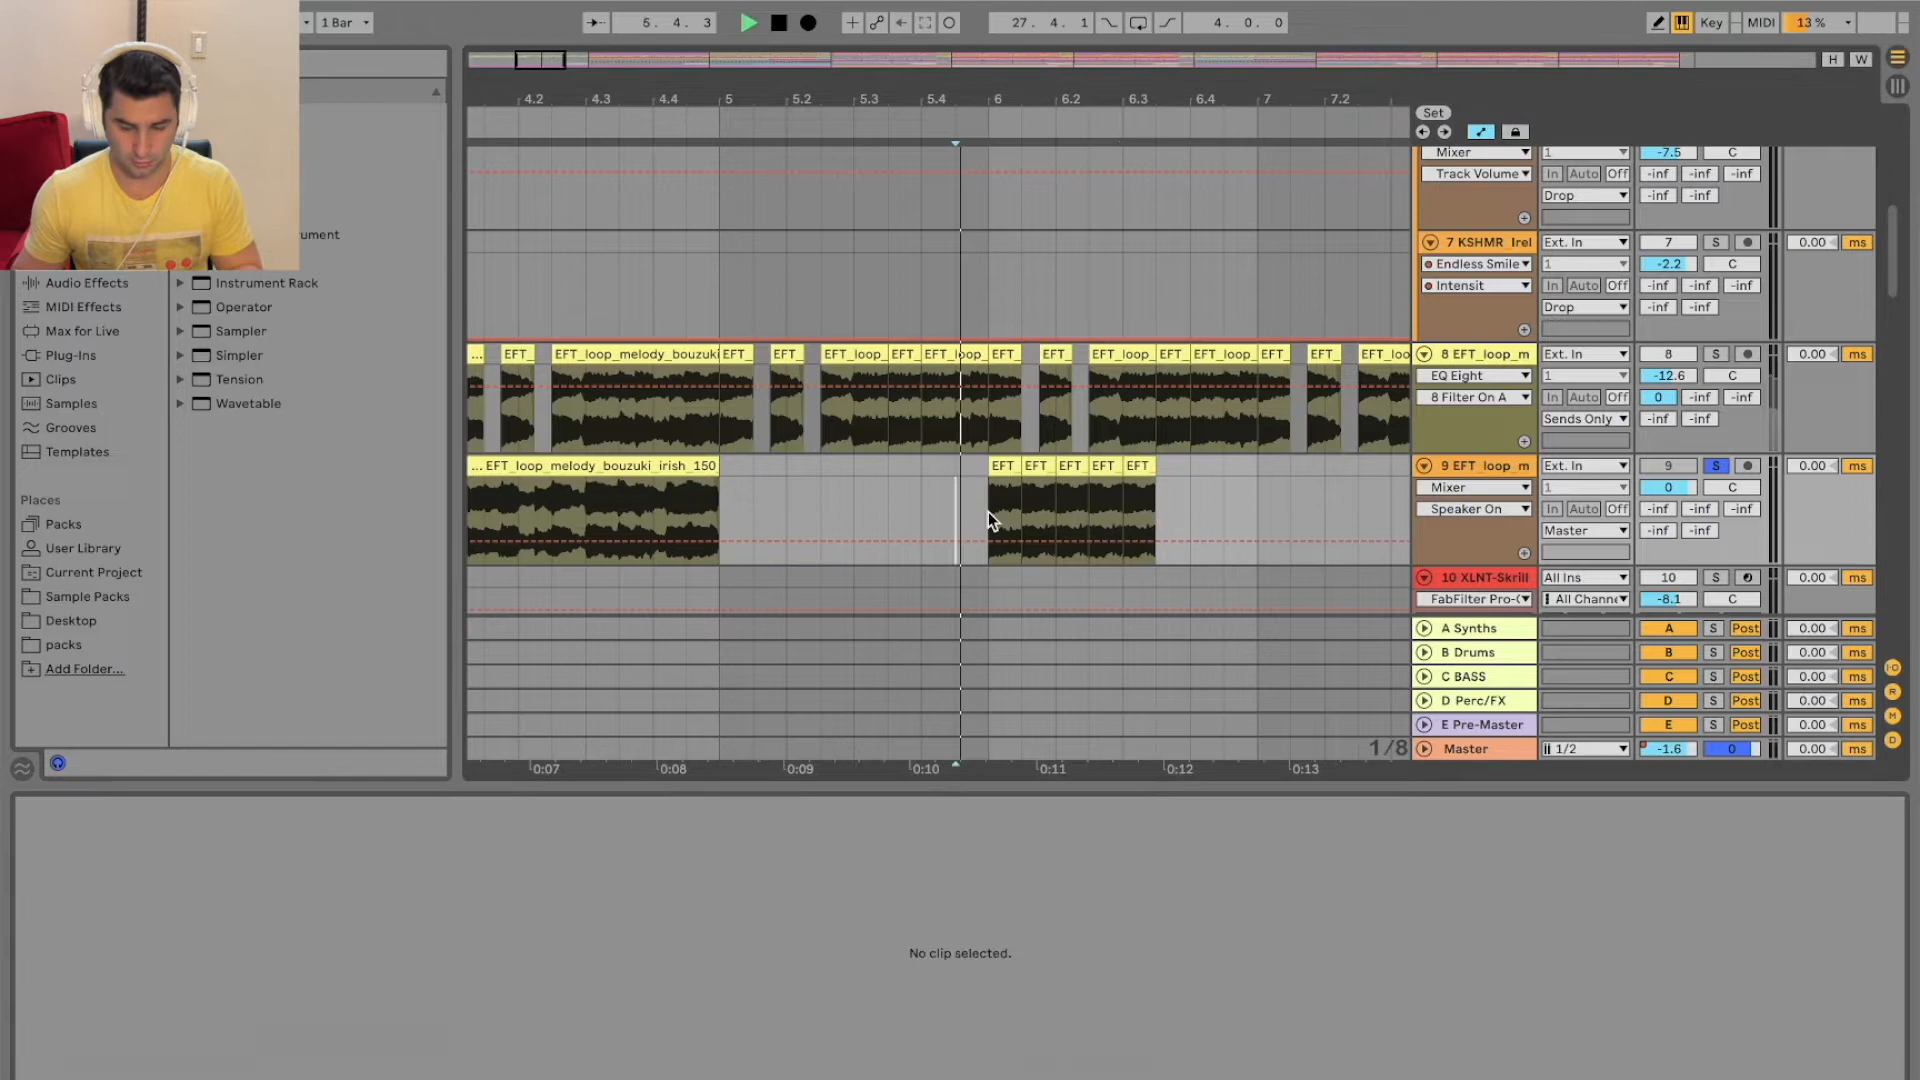 1 Bar
5. 4. 3
27. 4. 1
4. 0. 0
Key
MIDI
13 %
H W
4.2 4.3 4.4 5 5.2 5.3 5.4 6 6.2 6.3 6.4 7 7.2
Set
Mixer 1 -7.5 C
Track Volume In Auto Off -inf -inf -inf
Drop -inf -inf
7 KSHMR_Irel Ext. In 7 S 0.00 ms
Endless Smile 1 -2.2 C
Intensit In Auto Off -inf -inf -inf
Drop -inf -inf
... EFT_ EFT_loop_melody_bouzuki EFT_ EFT_ EFT_loop_ EFT_ EFT_loop_ EFT_ EFT_ EFT_loop_ EFT_ EFT_loop_ EFT_ EFT_ EFT_loo
8 EFT_loop_m Ext. In 8 S 0.00 ms
EQ Eight 1 -12.6 C
8 Filter On A In Auto Off 0 -inf -inf
Sends Only -inf -inf
... EFT_loop_melody_bouzuki_irish_150 EFT_ EFT_ EFT_ EFT_ EFT_
9 EFT_loop_m Ext. In 9 S 0.00 ms
Mixer 1 0 C
Speaker On In Auto Off -inf -inf -inf
Master -inf -inf
10 XLNT-Skrill All Ins 10 S 0.00 ms
FabFilter Pro-( All Channe -8.1 C
A Synths A S Post 0.00 ms
B Drums B S Post 0.00 ms
C BASS C S Post 0.00 ms
D Perc/FX D S Post 0.00 ms
E Pre-Master E S Post 0.00 ms
1/8 Master 1/2 -1.6 0 0.00 ms
0:07 0:08 0:09 0:10 0:11 0:12 0:13
I·O
R
M
D
Audio Effects
MIDI Effects
Max for Live
Plug-Ins
Clips
Samples
Grooves
Templates
Places
Packs
User Library
Current Project
Sample Packs
Desktop
packs
Add Folder...
ument
Instrument Rack
Operator
Sampler
Simpler
Tension
Wavetable
No clip selected.